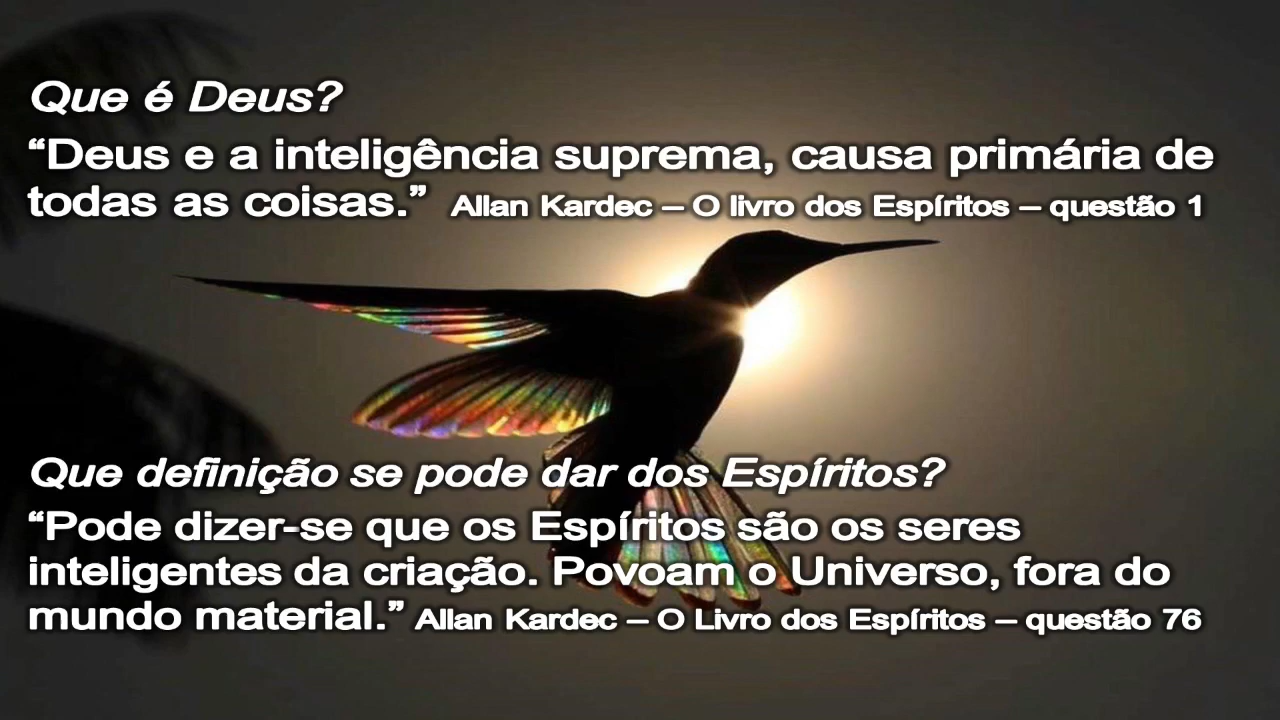 Que é Deus?
“Deus e a inteligência suprema, causa primária de
todas as coisas.” Allan Kardec – O livro dos Espíritos – questão 1
Que definição se pode dar dos Espíritos?
“Pode dizer-se que os Espíritos são os seres
inteligentes da criação. Povoam o Universo, fora do
mundo material.” Allan Kardec – O Livro dos Espíritos – questão 76